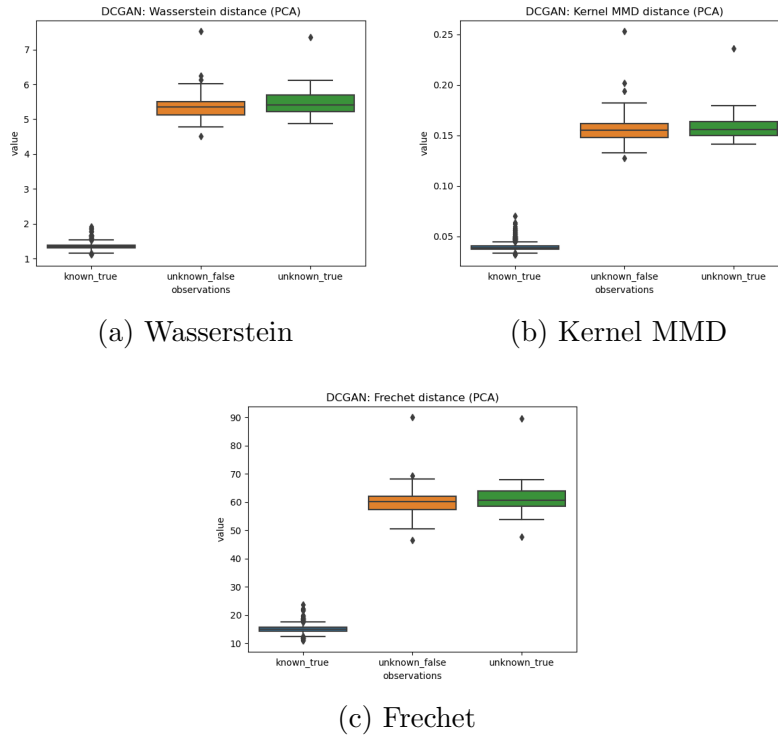 DCGAN: Wasserstein distance (PCA)
7
6
5
4
3
2
1
value
known_true unknown_false unknown_true
observations
(a) Wasserstein
DCGAN: Kernel MMD distance (PCA)
0.25
0.20
0.15
0.10
0.05
value
known_true unknown_false unknown_true
observations
(b) Kernel MMD
DCGAN: Frechet distance (PCA)
90
80
70
60
50
40
30
20
10
value
known_true unknown_false unknown_true
observations
(c) Frechet